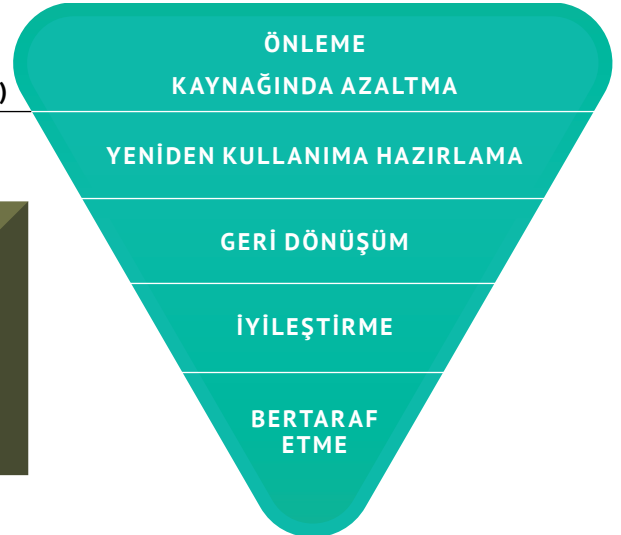 ÖNLEME
KAYNAĞINDA AZALTMA
)
YENİDEN KULLANIMA HAZIRLAMA
GERİ DÖNÜŞÜM
İYİLEŞTİRME
BERTARAF
ETME